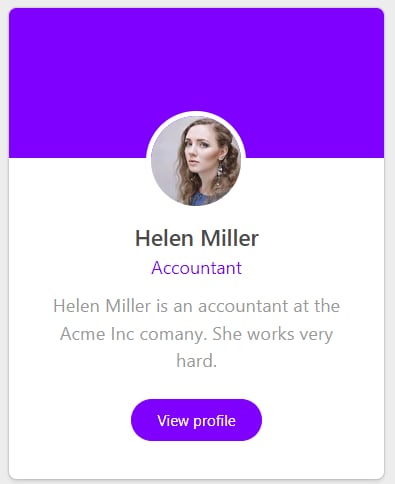 Helen Miller
Accountant
Helen Miller is an accountant at the
Acme Inc comany. She works very
hard.
View profile